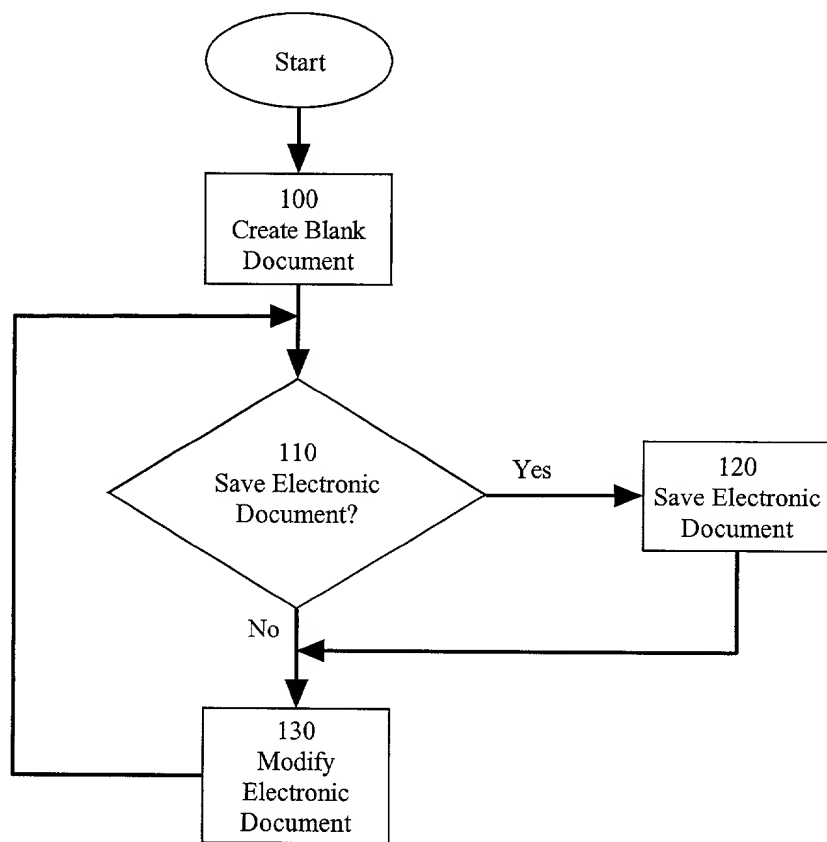 Start
100
Create Blank
Document
110
Save Electronic
Document?
Yes
120
Save Electronic
Document
No
130
Modify
Electronic
Document